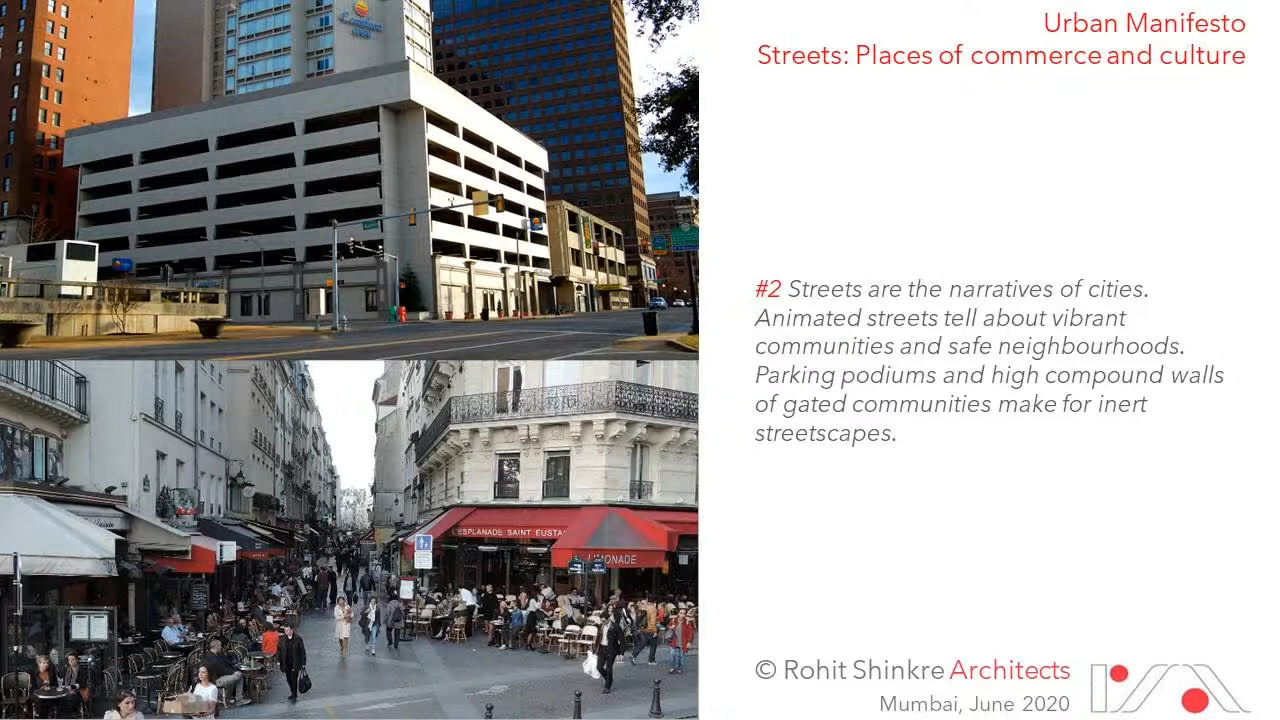 Comfort
Urban Manifesto
Streets: Places of commerce and culture
#2 Streets are the narratives of cities.
Animated streets tell about vibrant
communities and safe neighbourhoods.
Parking podiums and high compound walls
of gated communities make for inert
streetscapes.
L'ESPLANADE SAINT EUSTA
LIMONADE
© Rohit Shinkre Architects
Mumbai, June 2020